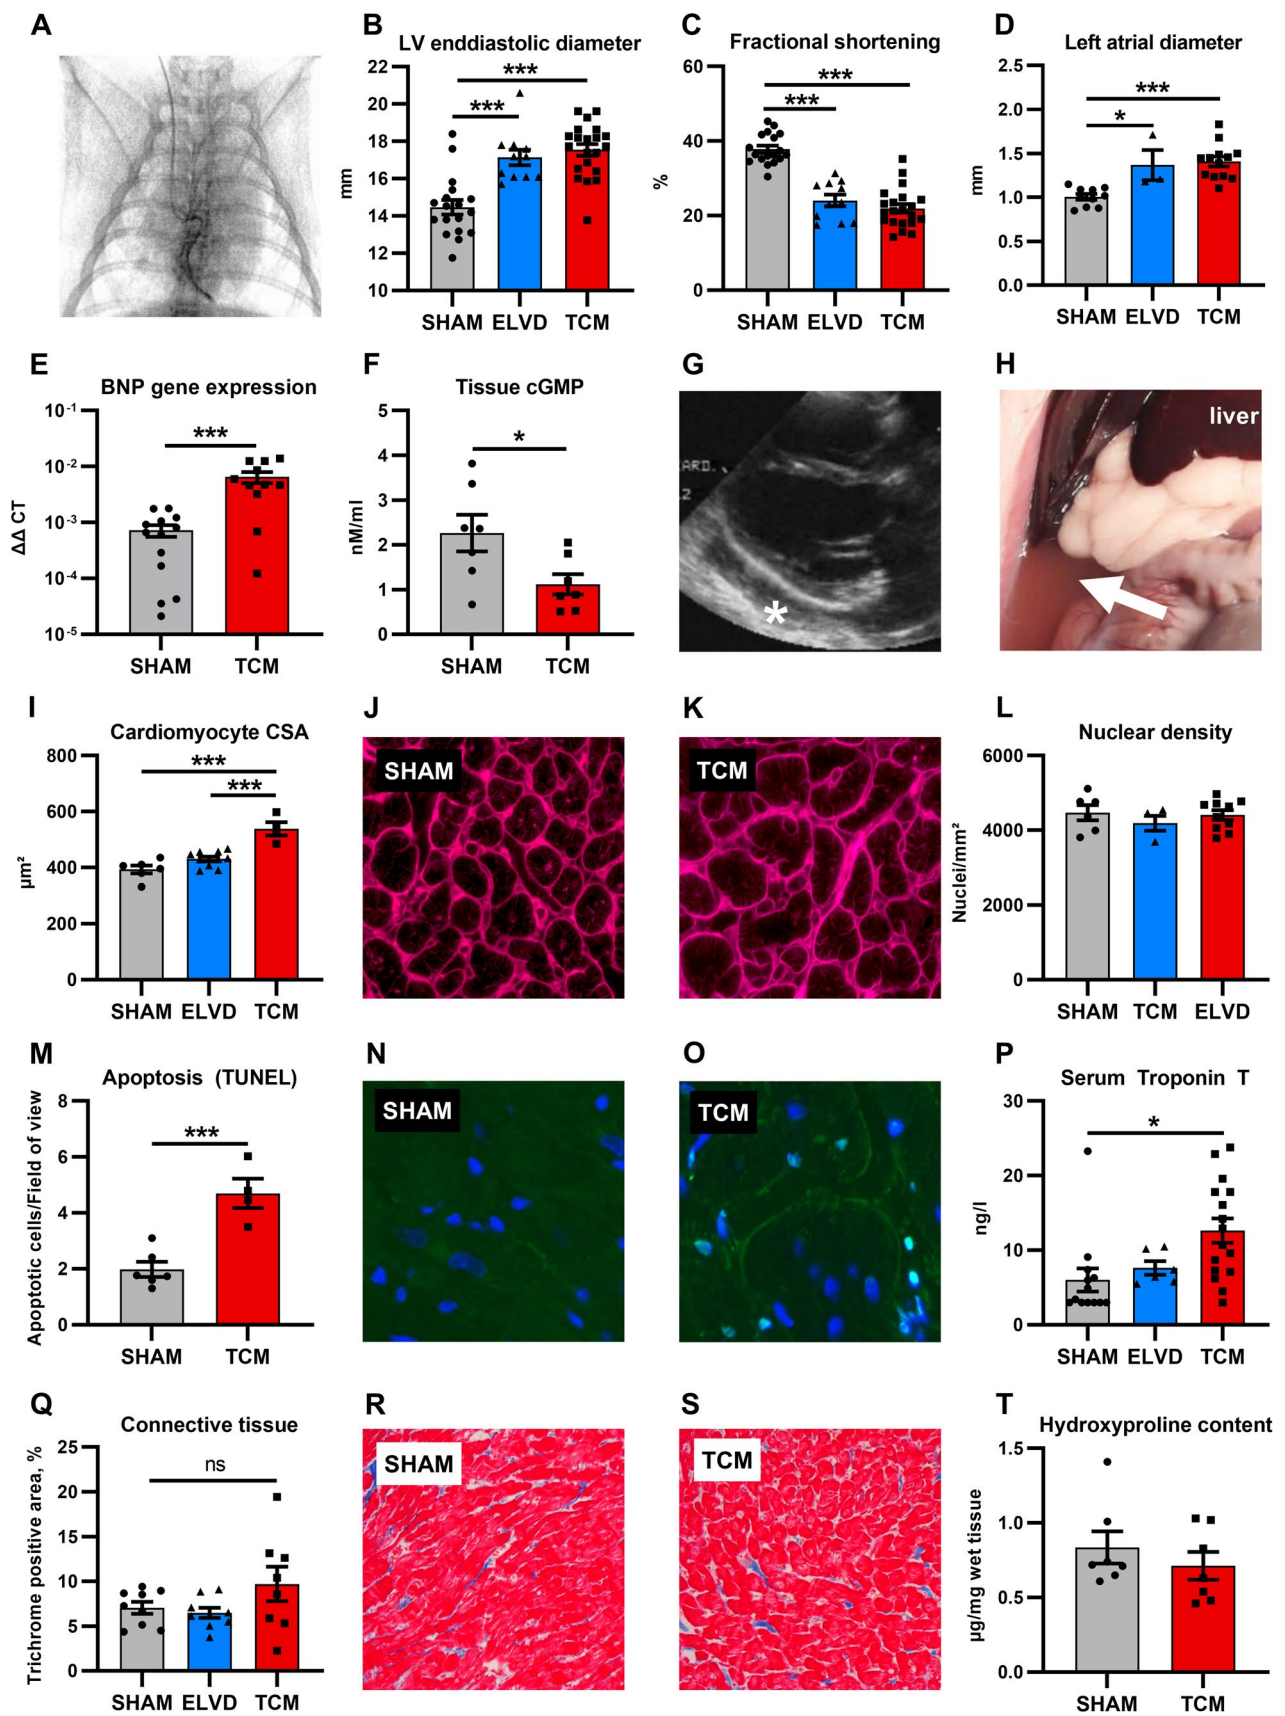 A
B
LV enddiastolic diameter
22
20
18
16
14
12
10
mm
***
***
SHAM ELVD TCM
C
Fractional shortening
60
40
20
0
%
***
***
SHAM ELVD TCM
D
Left atrial diameter
2.5
2.0
1.5
1.0
0.5
0.0
mm
***
*
SHAM ELVD TCM
E
BNP gene expression
10⁻¹
10⁻²
10⁻³
10⁻⁴
10⁻⁵
ΔΔ CT
***
SHAM TCM
F
Tissue cGMP
5
4
3
2
1
0
nM/ml
*
SHAM TCM
G
ARD.
2
*
H
liver
I
Cardiomyocyte CSA
800
600
400
200
0
µm²
***
***
SHAM ELVD TCM
J
SHAM
K
TCM
L
Nuclear density
6000
4000
2000
0
Nuclei/mm²
SHAM TCM ELVD
M
Apoptosis (TUNEL)
8
6
4
2
0
Apoptotic cells/Field of view
***
SHAM TCM
N
SHAM
O
TCM
P
Serum Troponin T
30
20
10
0
ng/l
*
SHAM ELVD TCM
Q
Connective tissue
25
20
15
10
5
0
Trichrome positive area, %
ns
SHAM ELVD TCM
R
SHAM
S
TCM
T
Hydroxyproline content
1.5
1.0
0.5
0.0
µg/mg wet tissue
SHAM TCM